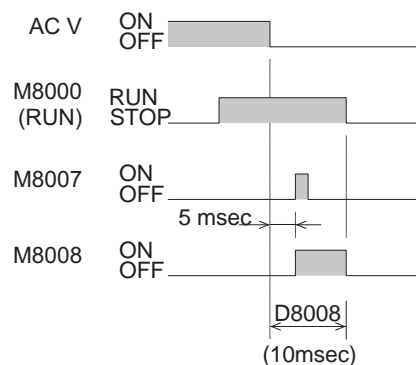 AC V ON
OFF
M8000 RUN
(RUN) STOP
M8007 ON
OFF
5 msec
M8008 ON
OFF
D8008
(10msec)